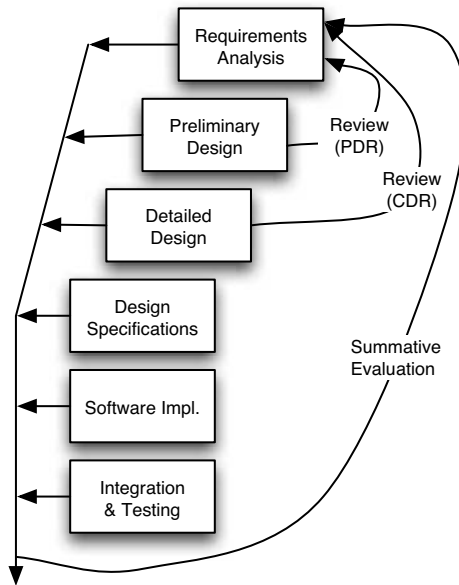 Requirements
Analysis
Preliminary
Design
Review
(PDR)
Detailed
Design
Review
(CDR)
Design
Specifications
Summative
Evaluation
Software Impl.
Integration
& Testing